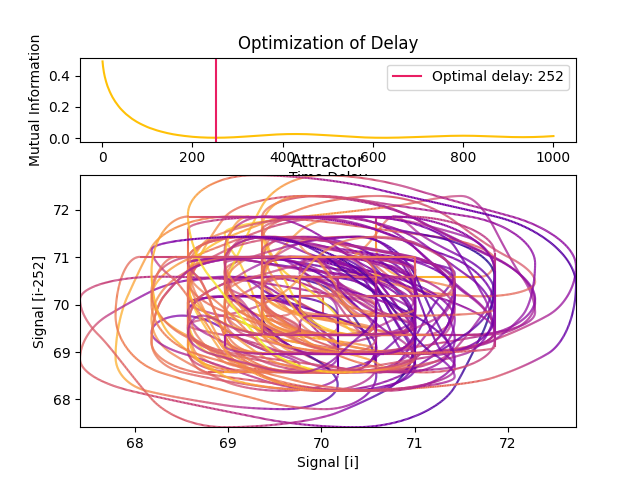 Optimization of Delay
Mutual Information
0.4
0.2
0.0
Optimal delay: 252
0 200 400 600 800 1000
Time Delay
Attractor
Signal [i-252]
72
71
70
69
68
68 69 70 71 72
Signal [i]